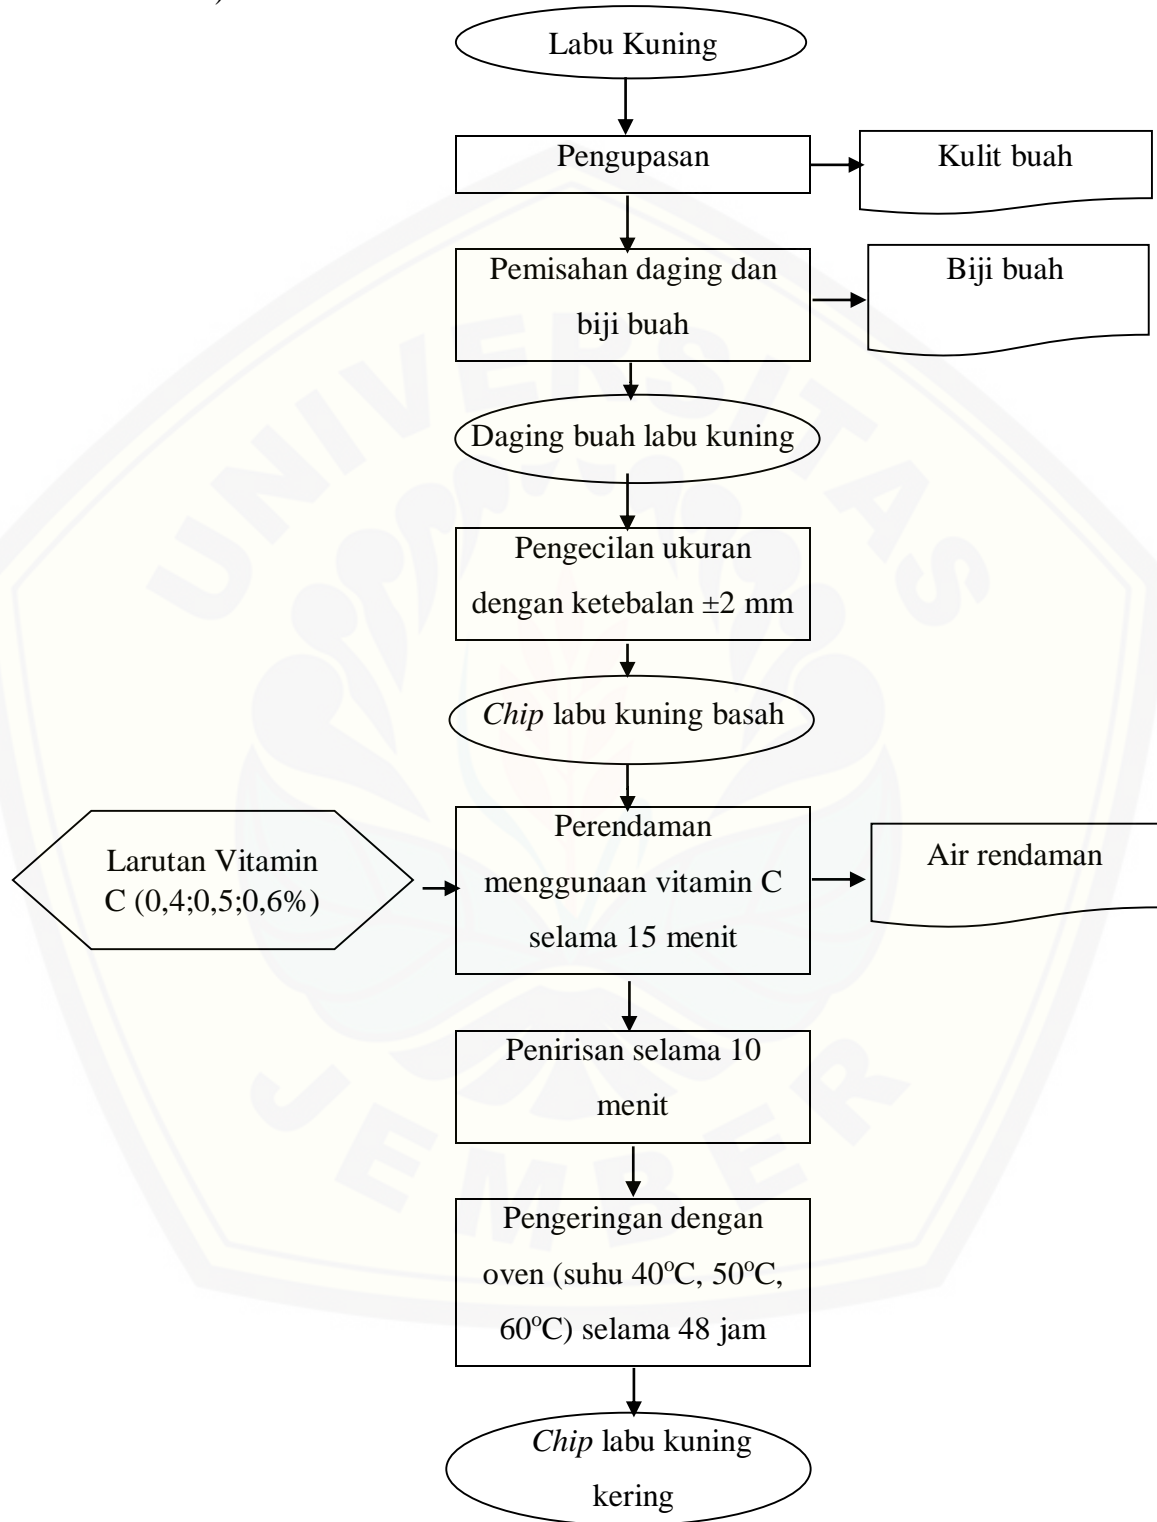 )
Labu Kuning
Pengupasan
Kulit buah
Pemisahan daging dan
biji buah
Biji buah
Daging buah labu kuning
Pengecilan ukuran
dengan ketebalan ±2 mm
Chip labu kuning basah
Larutan Vitamin
C (0,4;0,5;0,6%)
Perendaman
menggunaan vitamin C
selama 15 menit
Air rendaman
Penirisan selama 10
menit
Pengeringan dengan
oven (suhu 40°C, 50°C,
60°C) selama 48 jam
Chip labu kuning
kering
UNIVERSITAS
JEMBER